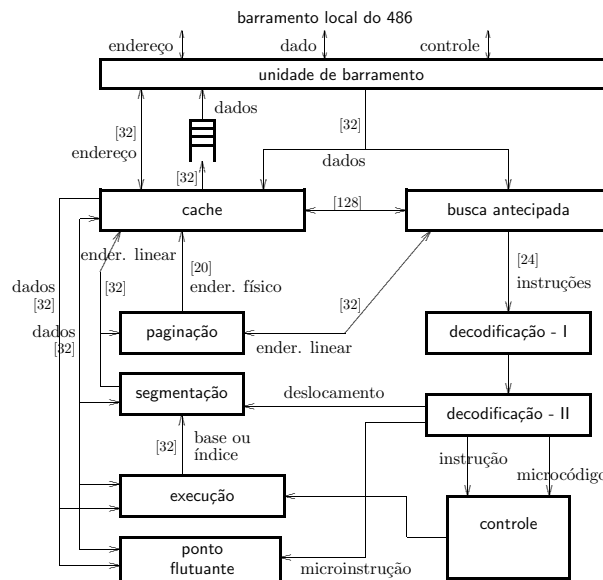 barramento local do 486
endereço
dado
controle
unidade de barramento
dados
[32]
[32]
endereço
dados
[32]
cache
[128]
busca antecipada
ender. linear
[20]
[24]
dados
[32]
ender. físico
instruções
[32]
[32]
dados
[32]
paginação
ender. linear
decodificação - I
segmentação
deslocamento
decodificação - II
[32]
base ou
índice
instrução
microcódigo
execução
controle
ponto
flutuante
microinstrução